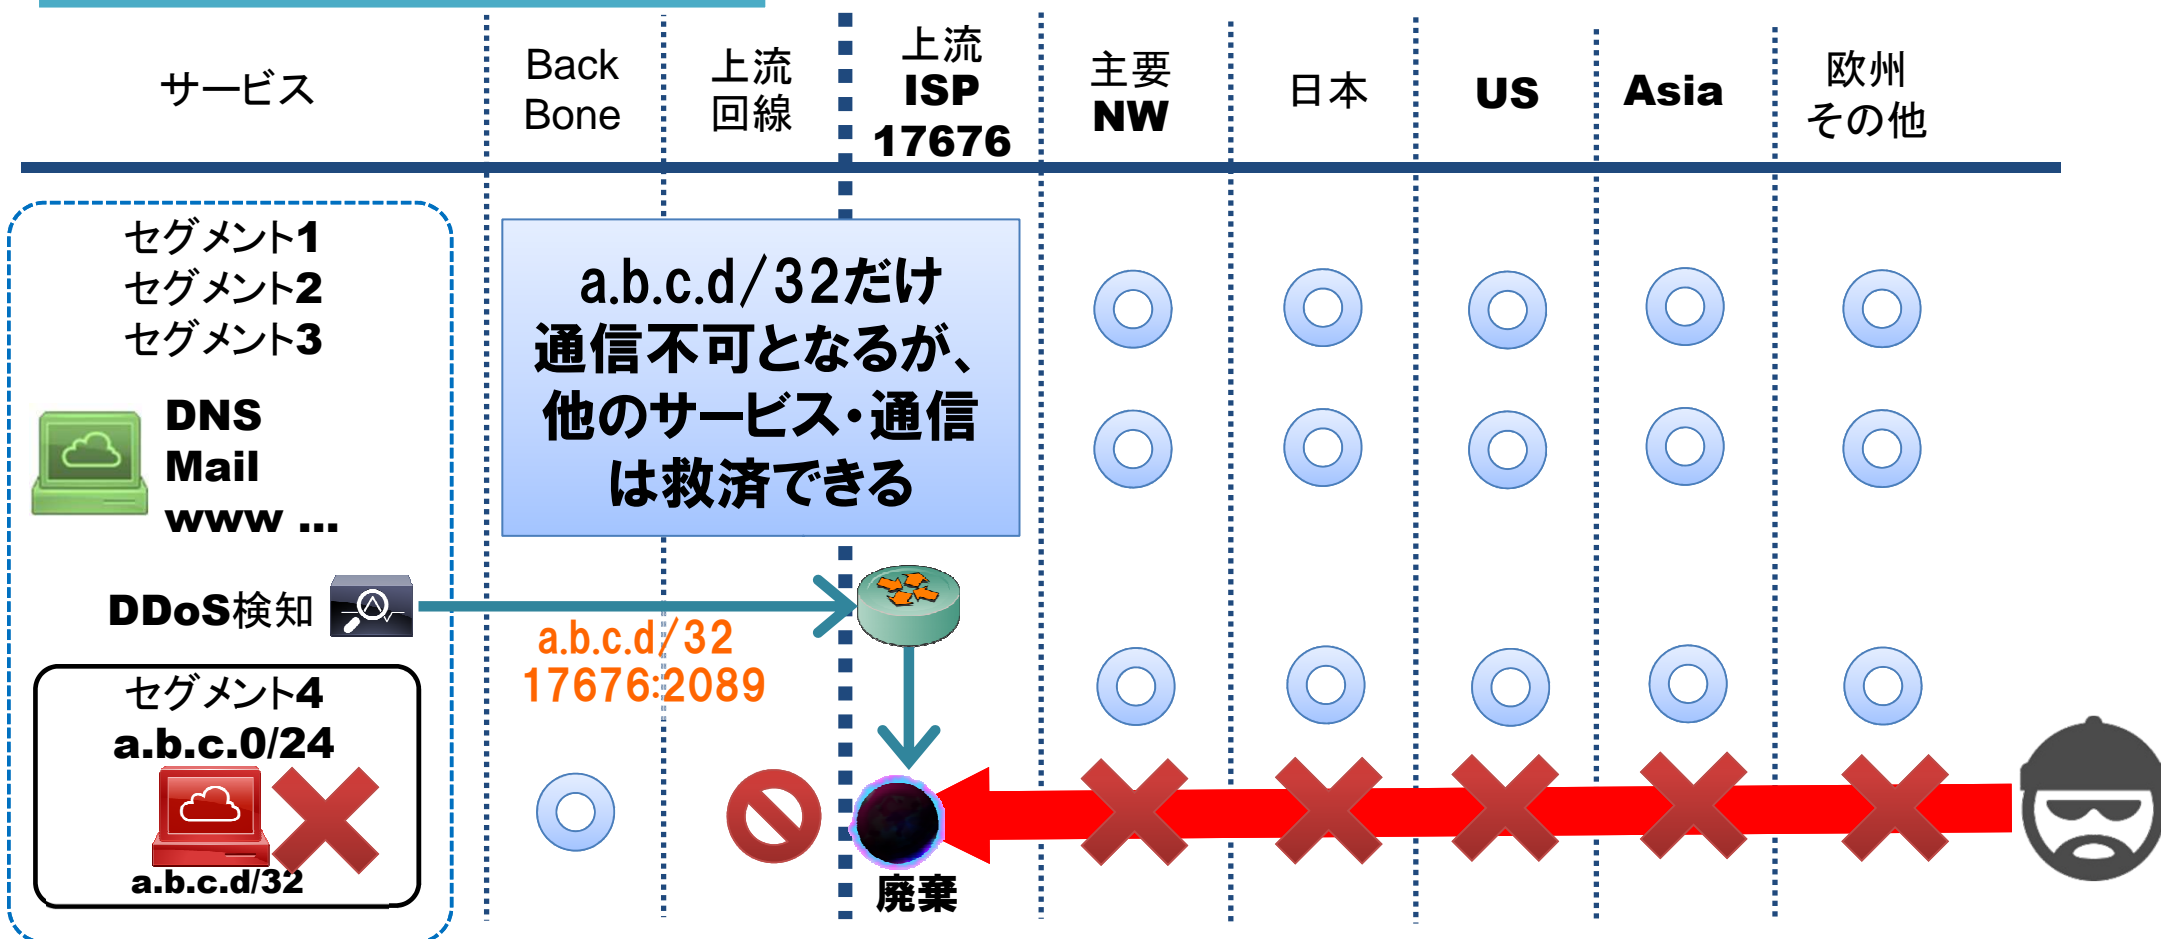 サービス
Back
Bone
上流
回線
上流
ISP
17676
主要
NW
日本
US
Asia
欧州
その他
セグメント1
セグメント2
セグメント3
DNS
Mail
www ...
a.b.c.d/32だけ
通信不可となるが、
他のサービス・通信
は救済できる
DDoS検知
a.b.c.d/32
17676:2089
セグメント4
a.b.c.0/24
a.b.c.d/32
廃棄